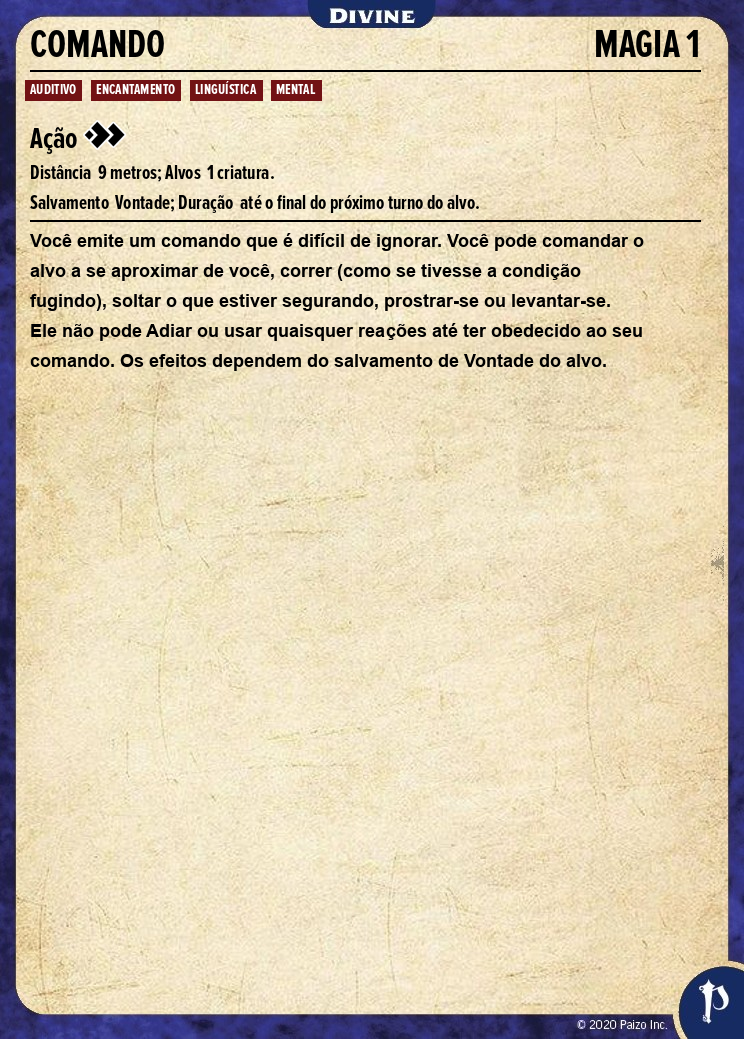 DIVINE
COMANDO MAGIA 1
AUDITIVO ENCANTAMENTO LINGUÍSTICA MENTAL
Ação
Distância 9 metros; Alvos 1 criatura.
Salvamento Vontade; Duração até o final do próximo turno do alvo.
Você emite um comando que é difícil de ignorar. Você pode comandar o
alvo a se aproximar de você, correr (como se tivesse a condição
fugindo), soltar o que estiver segurando, prostrar-se ou levantar-se.
Ele não pode Adiar ou usar quaisquer reações até ter obedecido ao seu
comando. Os efeitos dependem do salvamento de Vontade do alvo.
© 2020 Paizo Inc.
P